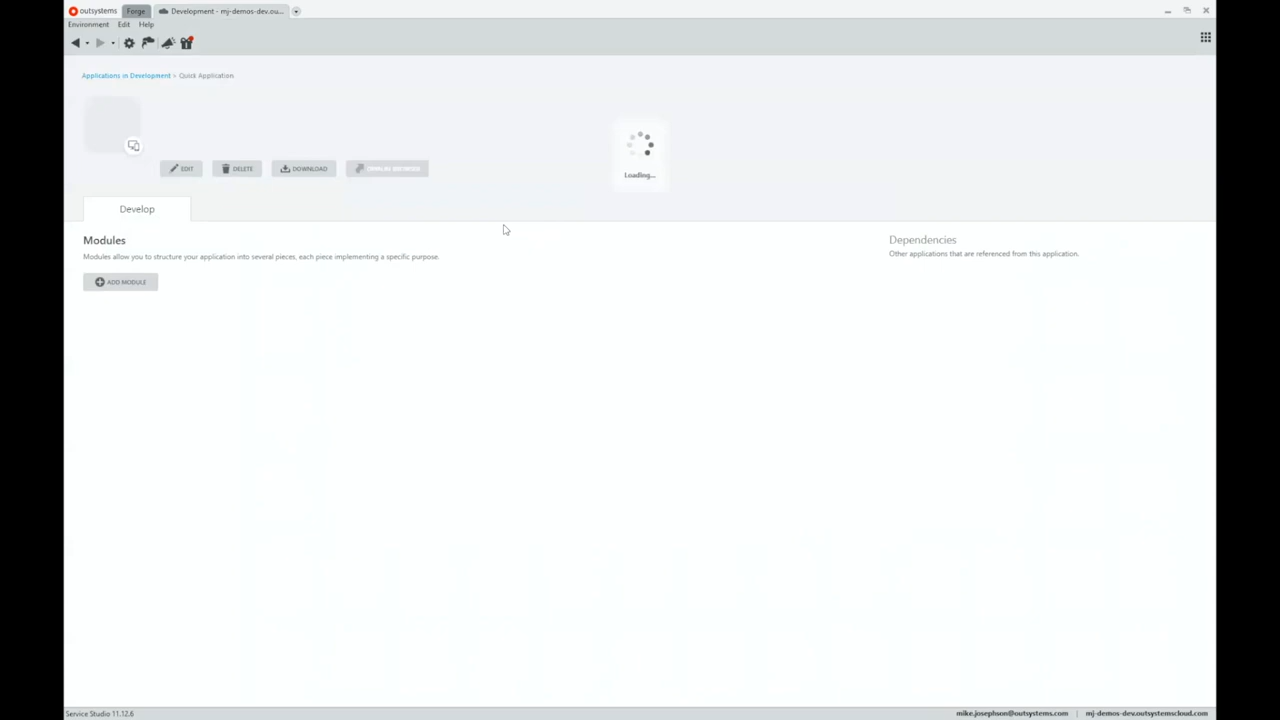 outsystems Forge Development - mj-demos-dev.ou...
Environment Edit Help
Applications in Development > Quick Application
Loading...
EDIT DELETE DOWNLOAD OPEN IN BROWSER
Develop
Modules
Modules allow you to structure your application into several pieces, each piece implementing a specific purpose.
ADD MODULE
Dependencies
Other applications that are referenced from this application.
Service Studio 11.12.6
mike.josephson@outsystems.com | mj-demos-dev.outsystemscloud.com